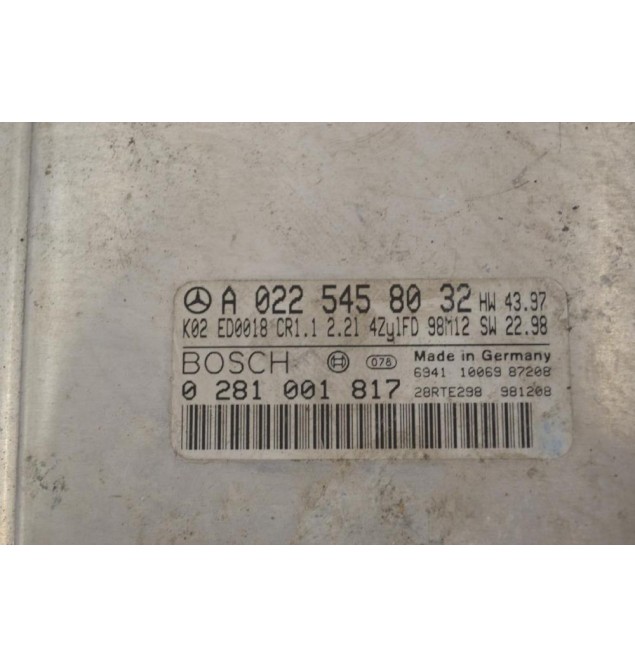 A 022 545 80 32 HW 43.97
K02 ED0018 CR1.1 2.21 4ZylFD 98M12 SW 22.98
BOSCH 078 Made in Germany
6941 10069 87208
0 281 001 817 28RTE298 981208